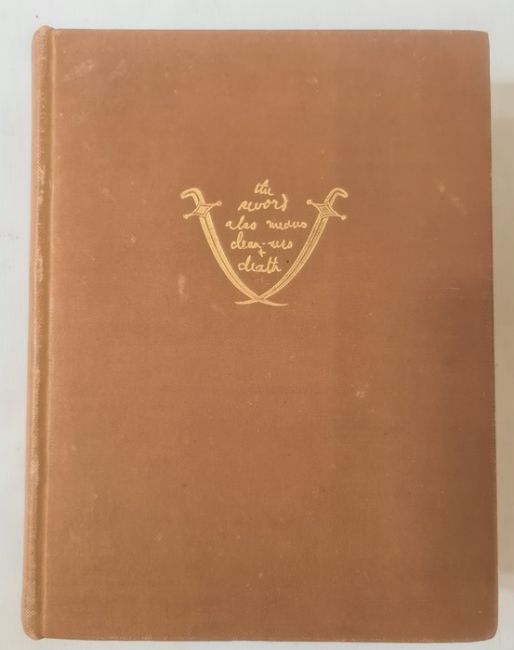 the
sword
also means
clean-ness
+
death